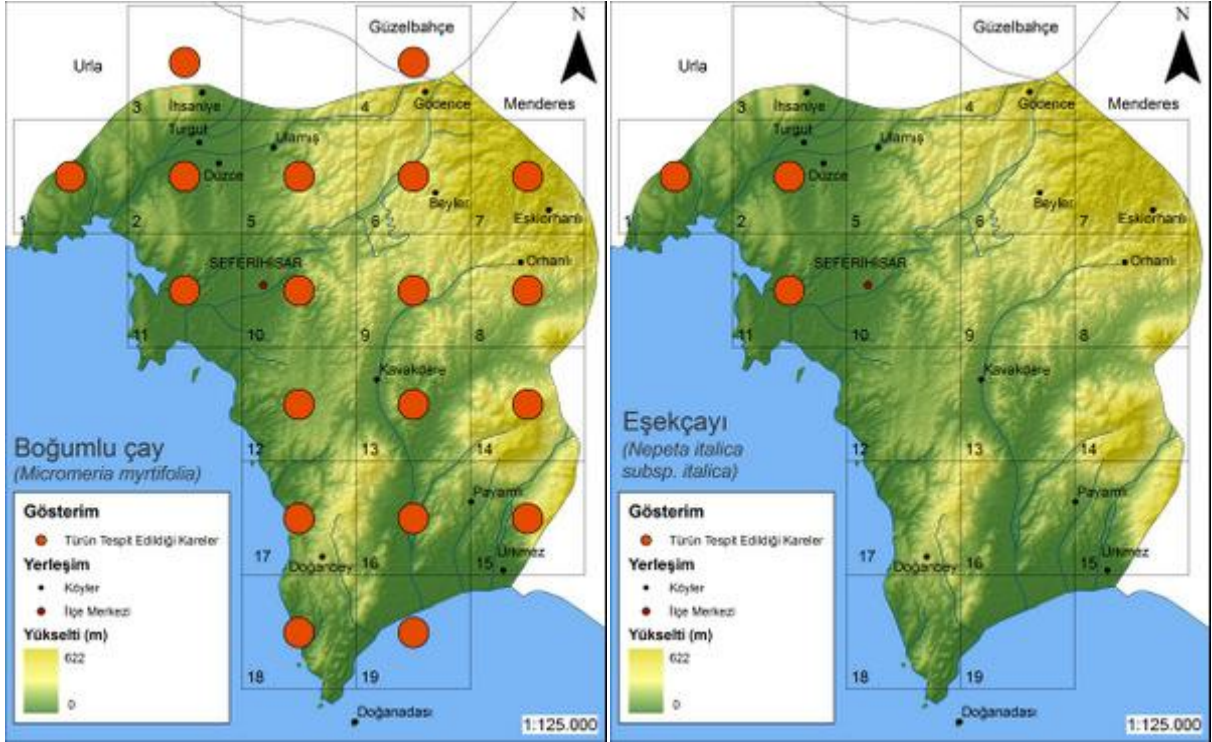 N
Güzelbahçe
Urla
3
4
Gödence
İhsaniye
Menderes
Turgut
Ulamış
Düzce
Beyler
Eskiorhanlı
1
2
5
6
7
SEFERİHİSAR
Orhanlı
11
10
9
8
Kavakdere
Boğumlu çay
(Micromeria myrtifolia)
12
13
14
Payamlı
Gösterim
Türün Tespit Edildiği Kareler
Yerleşim
Köyler
İlçe Merkezi
Yükselti (m)
622
0
17
Doğanbey
16
15
Ürkmez
18
19
Doğanadası
1:125.000
N
Güzelbahçe
Urla
3
4
Gödence
İhsaniye
Menderes
Turgut
Ulamış
Düzce
Beyler
Eskiorhanlı
1
2
5
6
7
SEFERİHİSAR
Orhanlı
11
10
9
8
Kavakdere
Eşekçayı
(Nepeta italica
subsp. italica)
12
13
14
Payamlı
Gösterim
Türün Tespit Edildiği Kareler
Yerleşim
Köyler
İlçe Merkezi
Yükselti (m)
622
0
17
Doğanbey
16
15
Ürkmez
18
19
Doğanadası
1:125.000